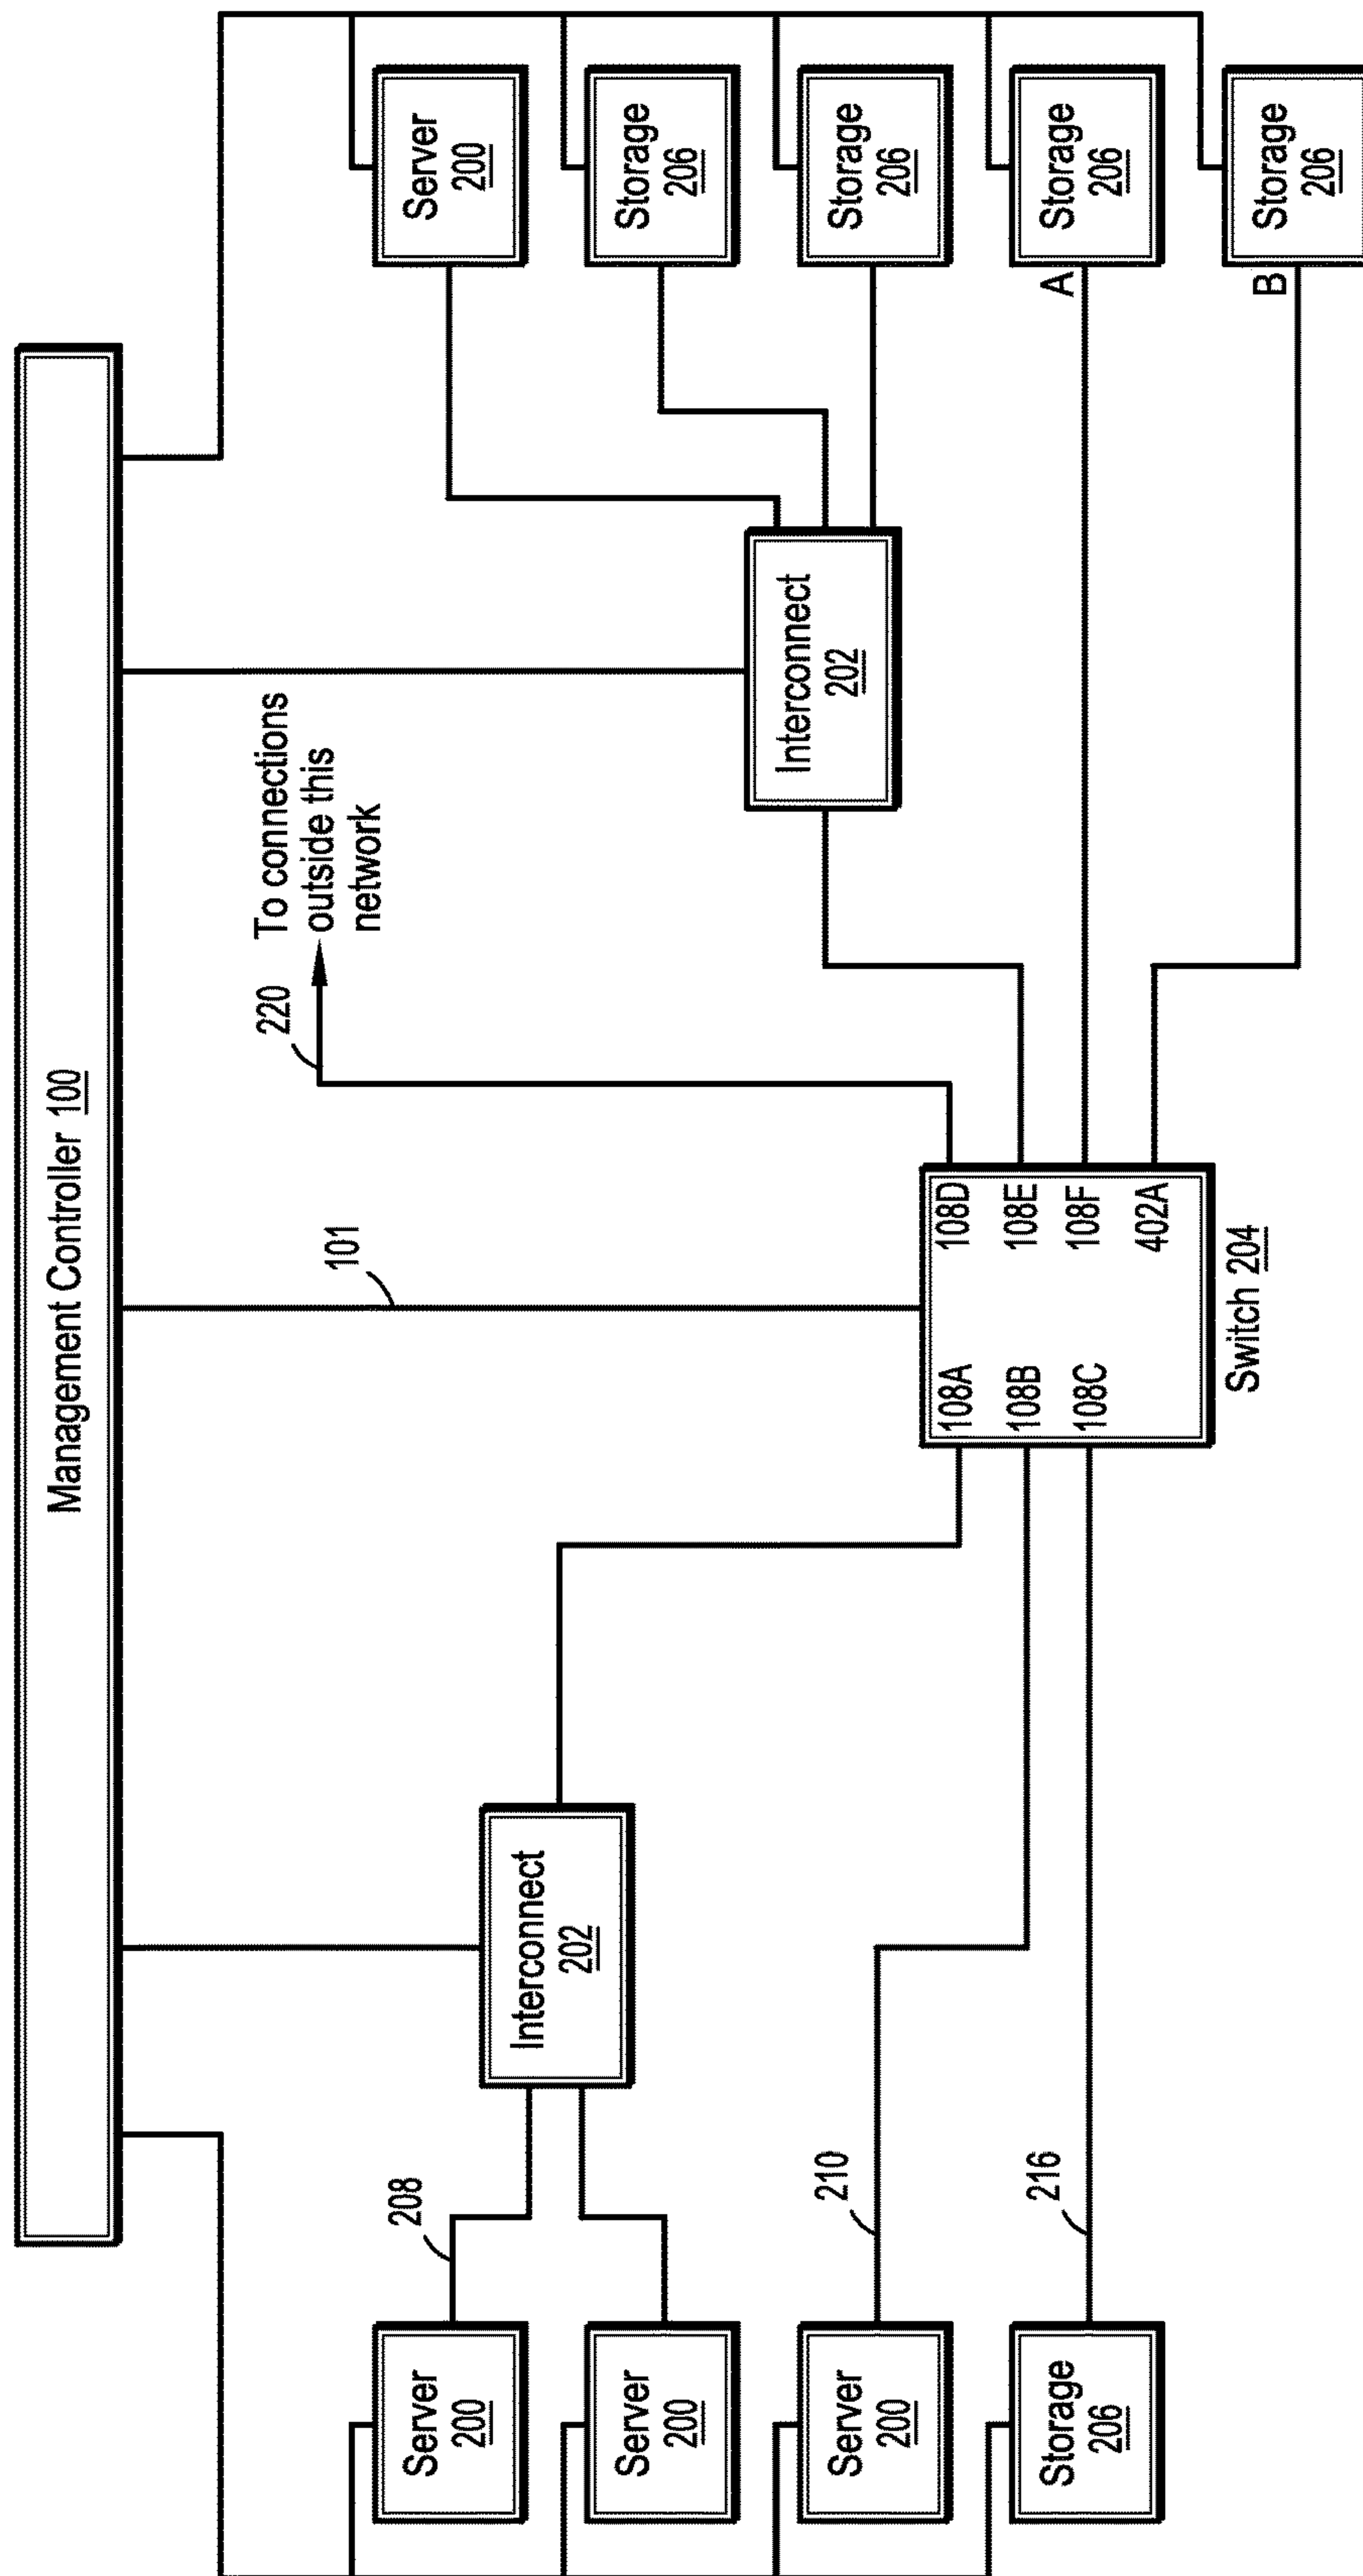 Management Controller 100
Server
200
Server
200
Server
200
Storage
206
208
210
216
Interconnect
202
101
220
To connections
outside this
network
108A
108B
108C
108D
108E
108F
402A
Switch 204
Interconnect
202
Server
200
Storage
206
Storage
206
A
Storage
206
B
Storage
206